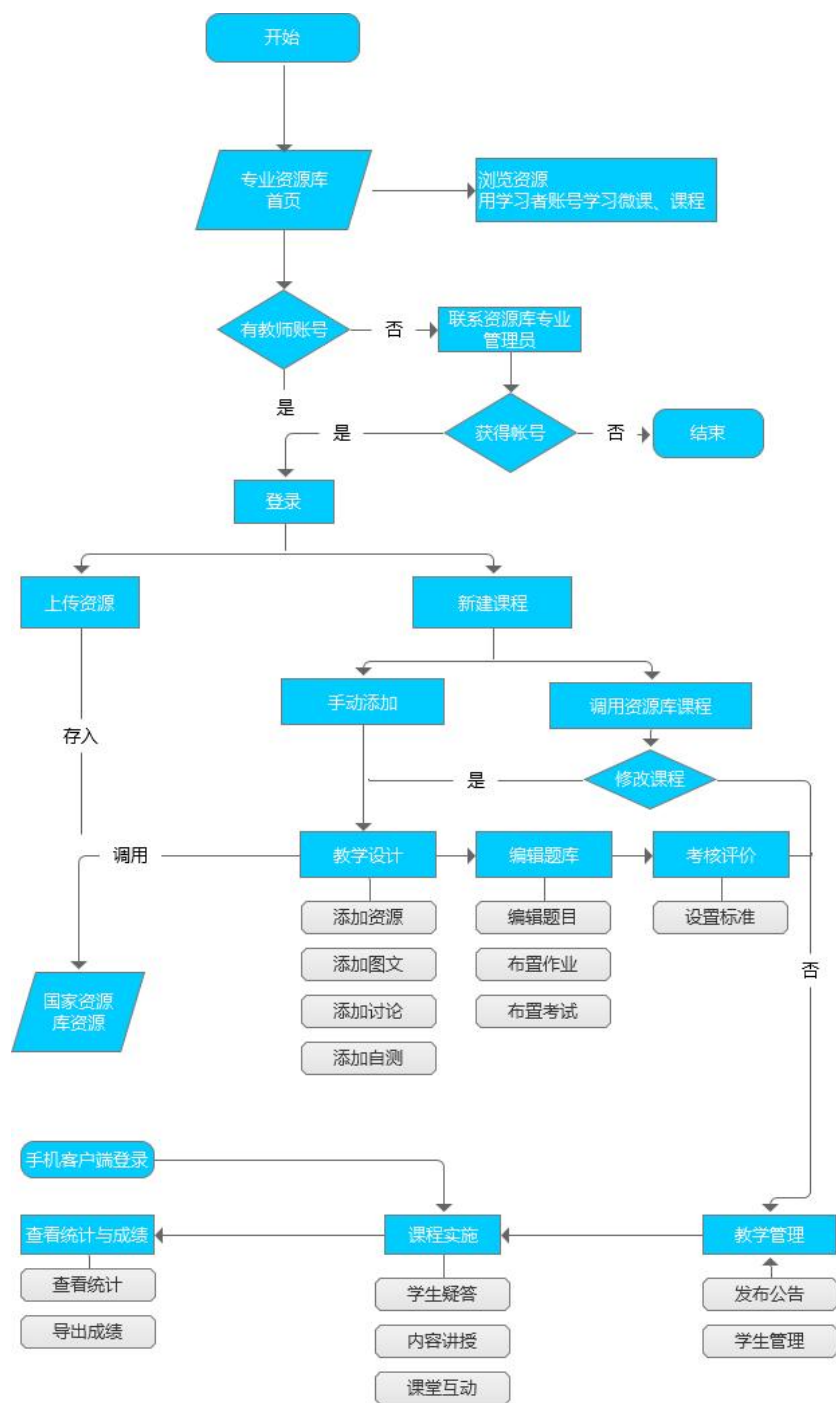 开始
专业资源库
首页
浏览资源
用学习者账号学习微课、课程
有教师账号
否
联系资源库专业
管理员
是
是
获得帐号
否
结束
登录
上传资源
新建课程
手动添加
调用资源库课程
存入
是
修改课程
调用
教学设计
编辑题库
考核评价
添加资源
编辑题目
设置标准
添加图文
布置作业
否
国家资源
库资源
添加讨论
布置考试
添加自测
手机客户端登录
查看统计与成绩
课程实施
教学管理
查看统计
学生疑答
发布公告
导出成绩
内容讲授
学生管理
课堂互动